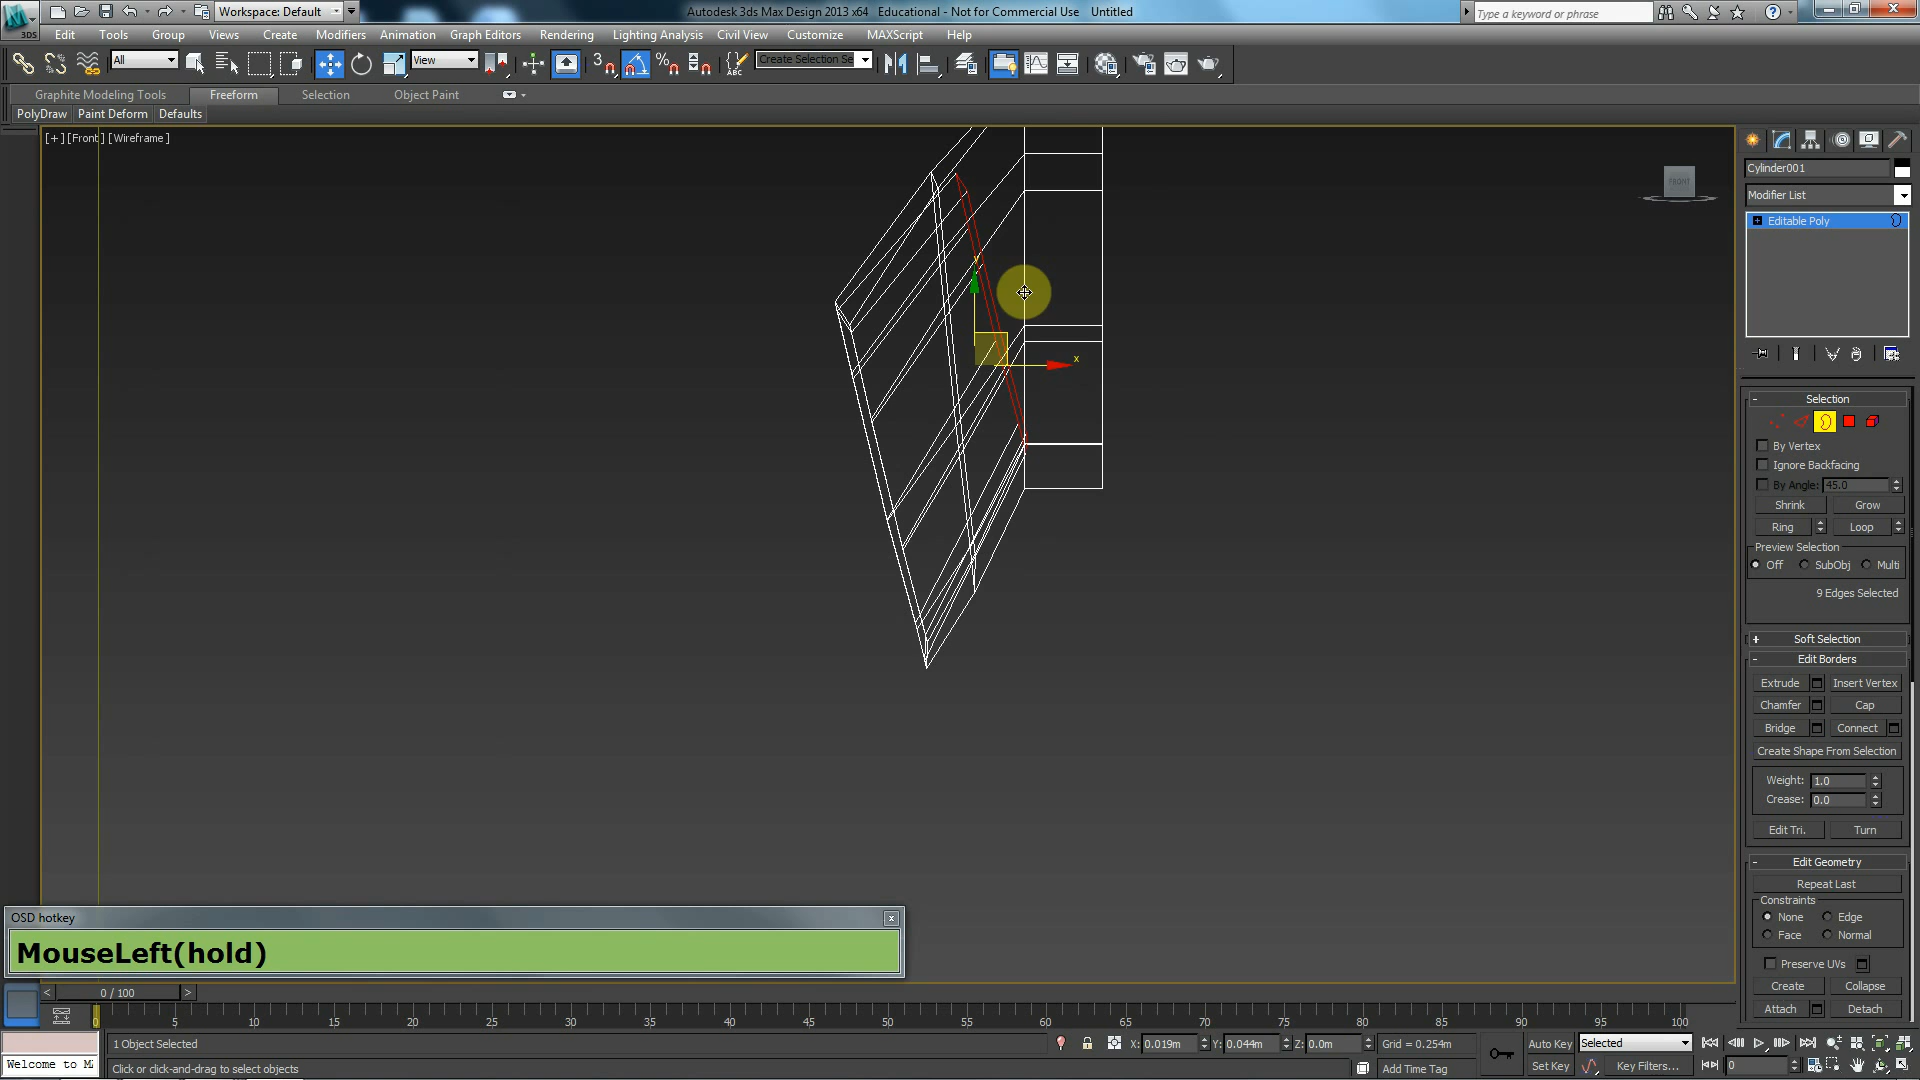 Workspace: Default
Autodesk 3ds Max Design 2013 x64 Educational - Not for Commercial Use Untitled
Type a keyword or phrase
3DS
Edit Tools Group Views Create Modifiers Animation Graph Editors Rendering Lighting Analysis Civil View Customize MAXScript Help
All View 3 ABC Create Selection Se
Graphite Modeling Tools Freeform Selection Object Paint
PolyDraw Paint Deform Defaults
[+] [Front] [Wireframe]
FRONT
y
x
Cylinder001
Modifier List
Editable Poly
Selection
By Vertex
Ignore Backfacing
By Angle: 45.0
Shrink Grow
Ring Loop
Preview Selection
Off SubObj Multi
9 Edges Selected
Soft Selection
Edit Borders
Extrude Insert Vertex
Chamfer Cap
Bridge Connect
Create Shape From Selection
Weight: 1.0
Crease: 0.0
Edit Tri. Turn
Edit Geometry
Repeat Last
Constraints
None Edge
Face Normal
Preserve UVs
Create Collapse
Attach Detach
OSD hotkey
MouseLeft(hold)
0 / 100
5 10 15 20 25 30 35 40 45 50 55 60 65 70 75 80 85 90 95 100
1 Object Selected X: 0.019m Y: 0.044m Z: 0.0m Grid = 0.254m Auto Key Selected
Welcome to M Click or click-and-drag to select objects Add Time Tag Set Key Key Filters... 0